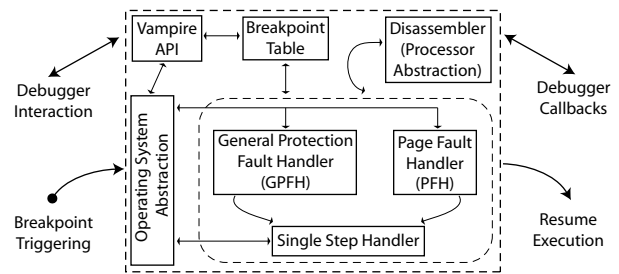 Vampire
API
Breakpoint
Table
Disassembler
(Processor
Abstraction)
Debugger
Interaction
Debugger
Callbacks
Operating System
Abstraction
General Protection
Fault Handler
(GPFH)
Page Fault
Handler
(PFH)
Breakpoint
Triggering
Single Step Handler
Resume
Execution